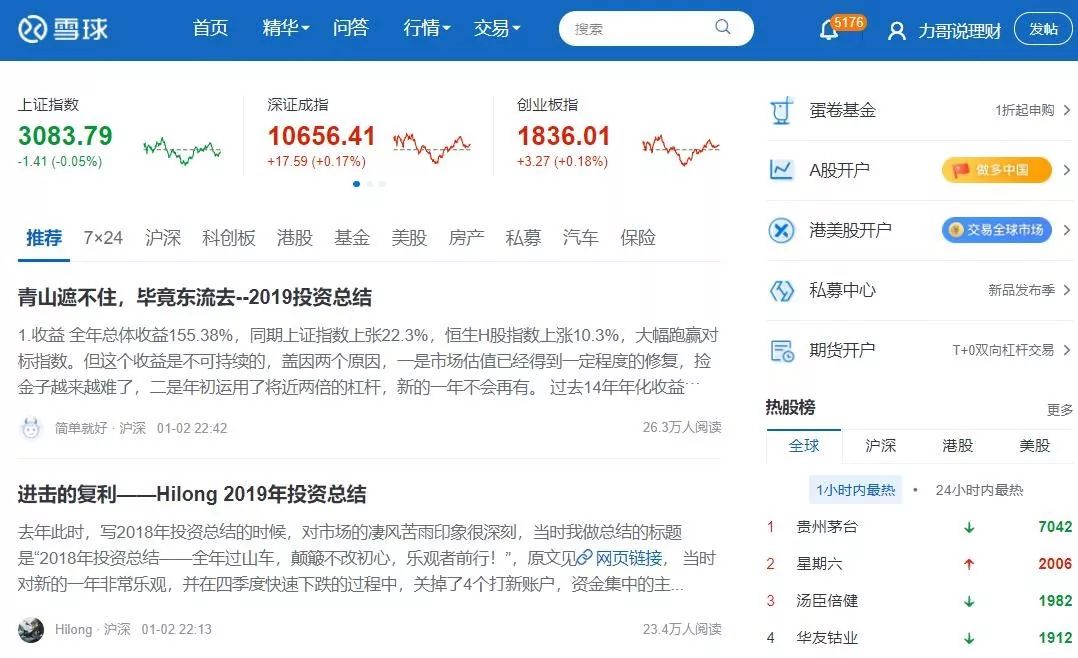 雪球 首页 精华 问答 行情 交易 搜索 5176 力哥说理财 发帖
上证指数
3083.79
-1.41 (-0.05%)
深证成指
10656.41
+17.59 (+0.17%)
创业板指
1836.01
+3.27 (+0.18%)
推荐 7×24 沪深 科创板 港股 基金 美股 房产 私募 汽车 保险
青山遮不住，毕竟东流去--2019投资总结
1.收益 全年总体收益155.38%，同期上证指数上张22.3%，恒生H股指数上涨10.3%，大幅跑赢对
标指数。但这个收益是不可持续的，盖因两个原因，一是市场估值已经得到一定程度的修复，捡
金子越来越难了，二是年初运用了将近两倍的杠杆，新的一年不会再有。 过去14年年化收益…
简单就好 · 沪深 01-02 22:42 26.3万人阅读
进击的复利——Hilong 2019年投资总结
去年此时，写2018年投资总结的时候，对市场的凄风苦雨印象很深刻，当时我做总结的标题
是“2018年投资总结——全年过山车，颠簸不改初心，乐观者前行！”，原文见网页链接， 当时
对新的一年非常乐观，并在四季度快速下跌的过程中，关掉了4个打新账户，资金集中的主...
Hilong · 沪深 01-02 22:13 23.4万人阅读
蛋卷基金 1折起申购
A股开户 做多中国
港美股开户 交易全球市场
私募中心 新品发布季
期货开户 T+0双向杠杆交易
热股榜 更多
全球 沪深 港股 美股
1小时内最热 • 24小时内最热
1 贵州茅台 ↓ 7042
2 星期六 ↑ 2006
3 汤臣倍健 ↓ 1982
4 华友钴业 ↓ 1912